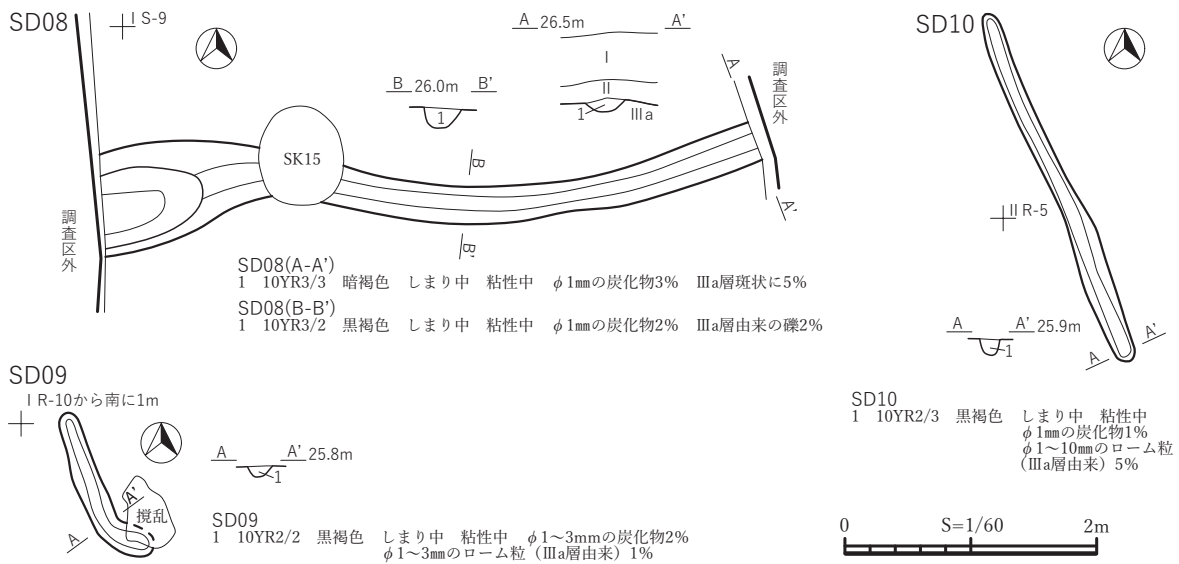 SD08
I S-9
A 26.5m A'
I
II
1 Ⅲa
B 26.0m B'
1
A
調査区外
SK15
B
調査区外
A'
B'
SD08(A-A')
1 10YR3/3 暗褐色 しまり中 粘性中 φ1㎜の炭化物3% Ⅲa層斑状に5%
SD08(B-B')
1 10YR3/2 黒褐色 しまり中 粘性中 φ1㎜の炭化物2% Ⅲa層由来の礫2%
SD10
II R-5
A A' 25.9m
1
A'
A
SD10
1 10YR2/3 黒褐色 しまり中 粘性中
φ1㎜の炭化物1%
φ1～10㎜のローム粒
（Ⅲa層由来）5%
SD09
I R-10から南に1m
A A' 25.8m
1
A'
撹乱
A
SD09
1 10YR2/2 黒褐色 しまり中 粘性中 φ1～3mmの炭化物2%
φ1～3㎜のローム粒（Ⅲa層由来）1%
0 S=1/60 2m